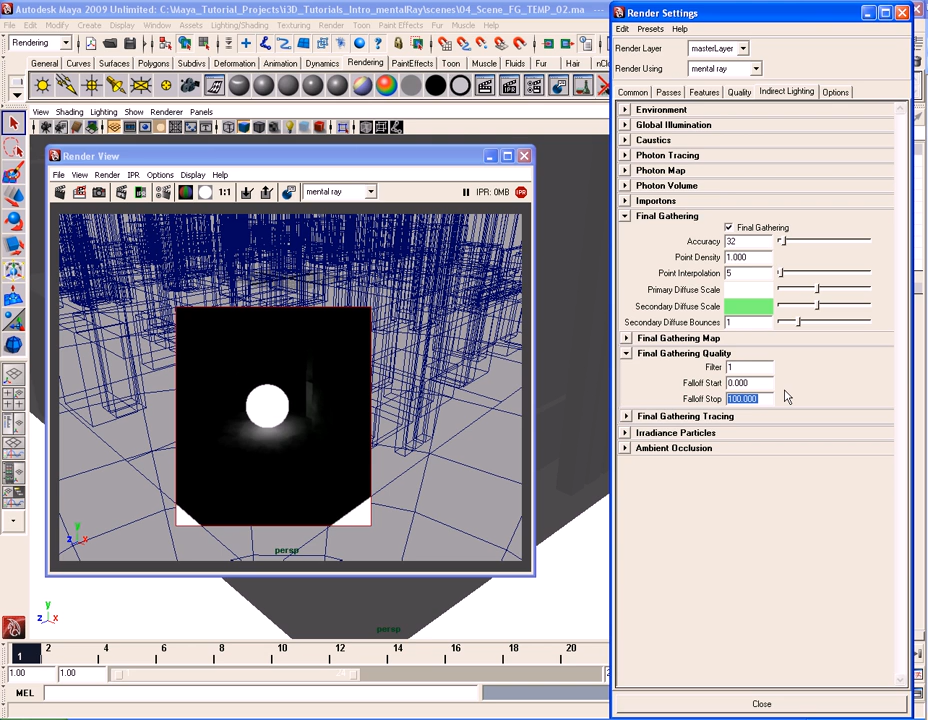 Autodesk Maya 2009 Unlimited: C:\Maya_Tutorial_Projects\i3D_Tutorials_Intro_mentalRay\scenes\04_Scene_FG_TEMP_02.ma
File Edit Modify Create Display Window Assets Lighting/Shading Texturing Render Toon Paint Effects Fur Muscle Help
Rendering
General Curves Surfaces Polygons Subdivs Deformation Animation Dynamics Rendering PaintEffects Toon Muscle Fluids Fur Hair
IPR
View Shading Lighting Show Renderer Panels
Render View
File View Render IPR Options Display Help
1:1
mental ray
IPR: 0MB
persp
y
z
x
y
z
x
persp
1 2 4 6 8 10 12 14 16 18 20
1.00 1.00
MEL
Render Settings
Edit Presets Help
Render Layer masterLayer
Render Using mental ray
Common Passes Features Quality Indirect Lighting Options
Environment
Global Illumination
Caustics
Photon Tracing
Photon Map
Photon Volume
Importons
Final Gathering
Final Gathering
Accuracy 32
Point Density 1.000
Point Interpolation 5
Primary Diffuse Scale
Secondary Diffuse Scale
Secondary Diffuse Bounces 1
Final Gathering Map
Final Gathering Quality
Filter 1
Falloff Start 0.000
Falloff Stop 100.000
Final Gathering Tracing
Irradiance Particles
Ambient Occlusion
Close